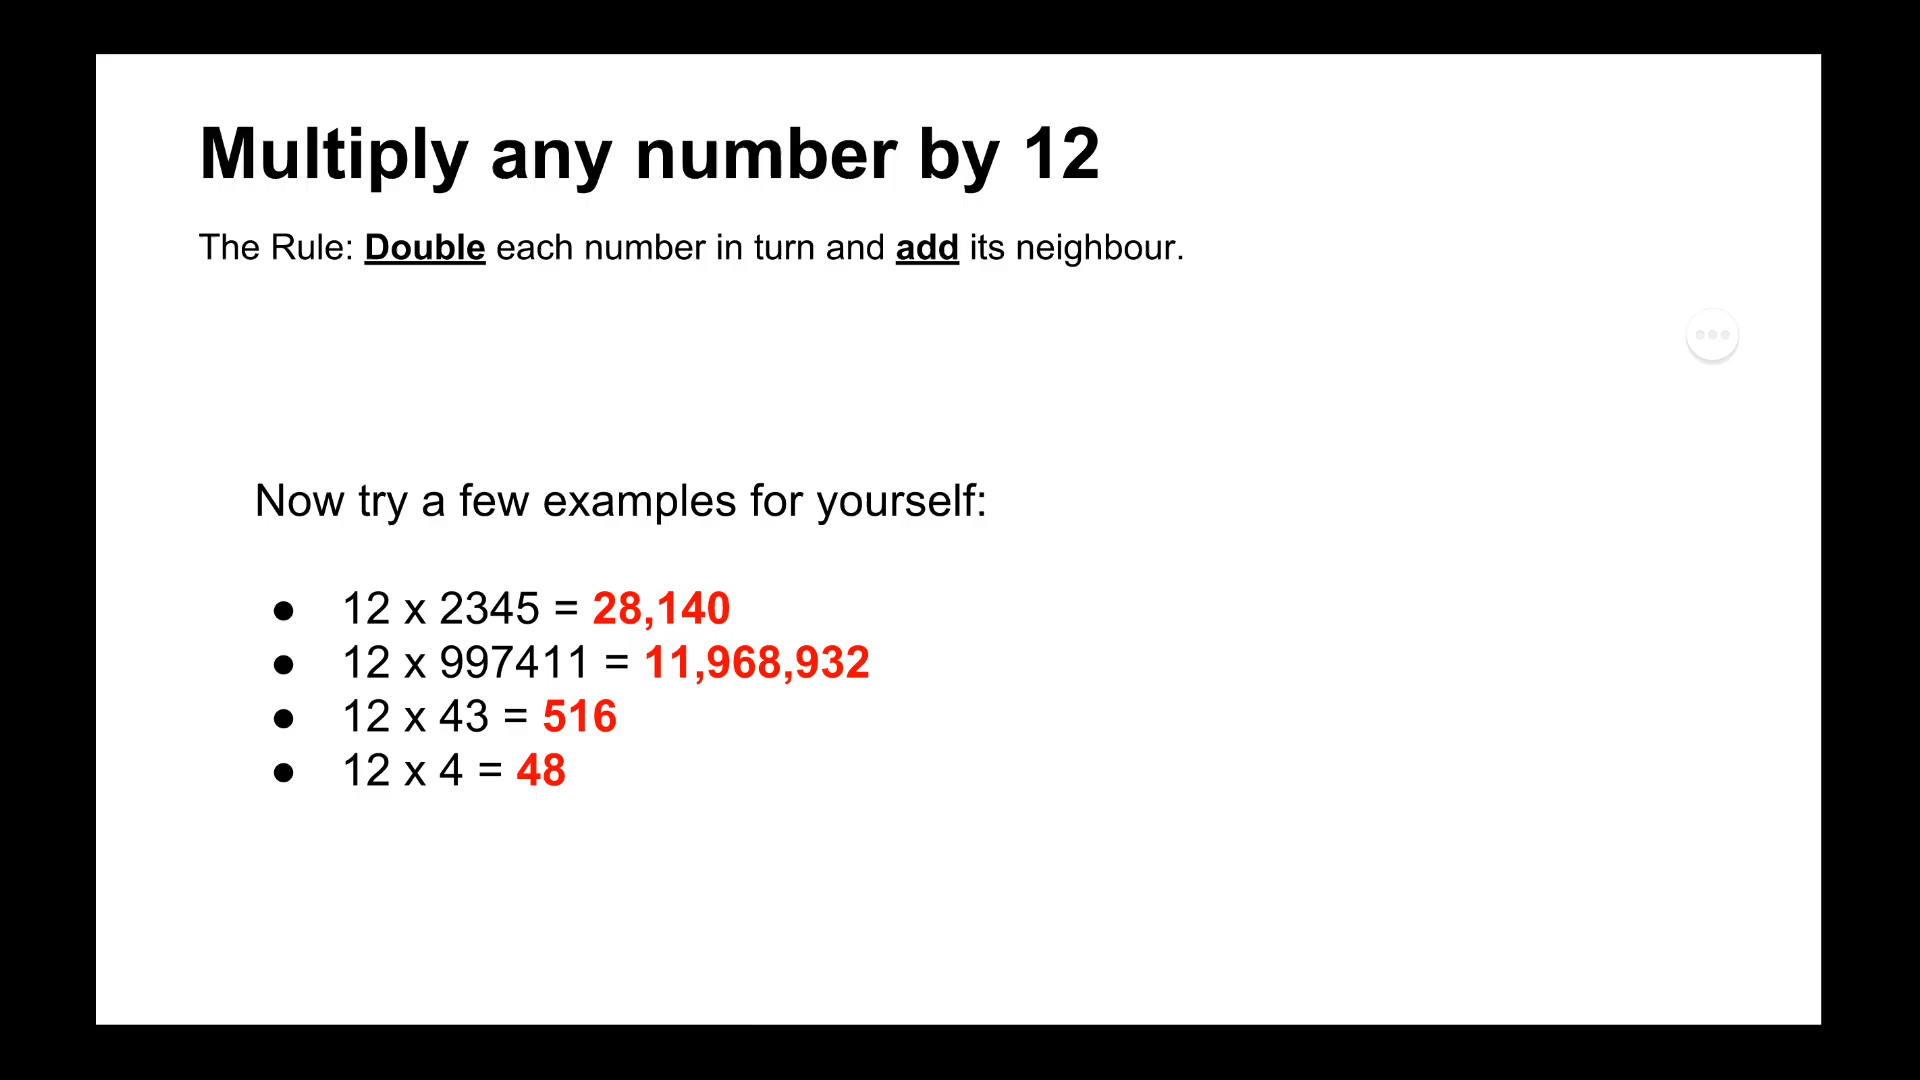 Multiply any number by 12
The Rule: Double each number in turn and add its neighbour.
Now try a few examples for yourself:
● 12 x 2345 = 28,140
● 12 x 997411 = 11,968,932
● 12 x 43 = 516
● 12 x 4 = 48